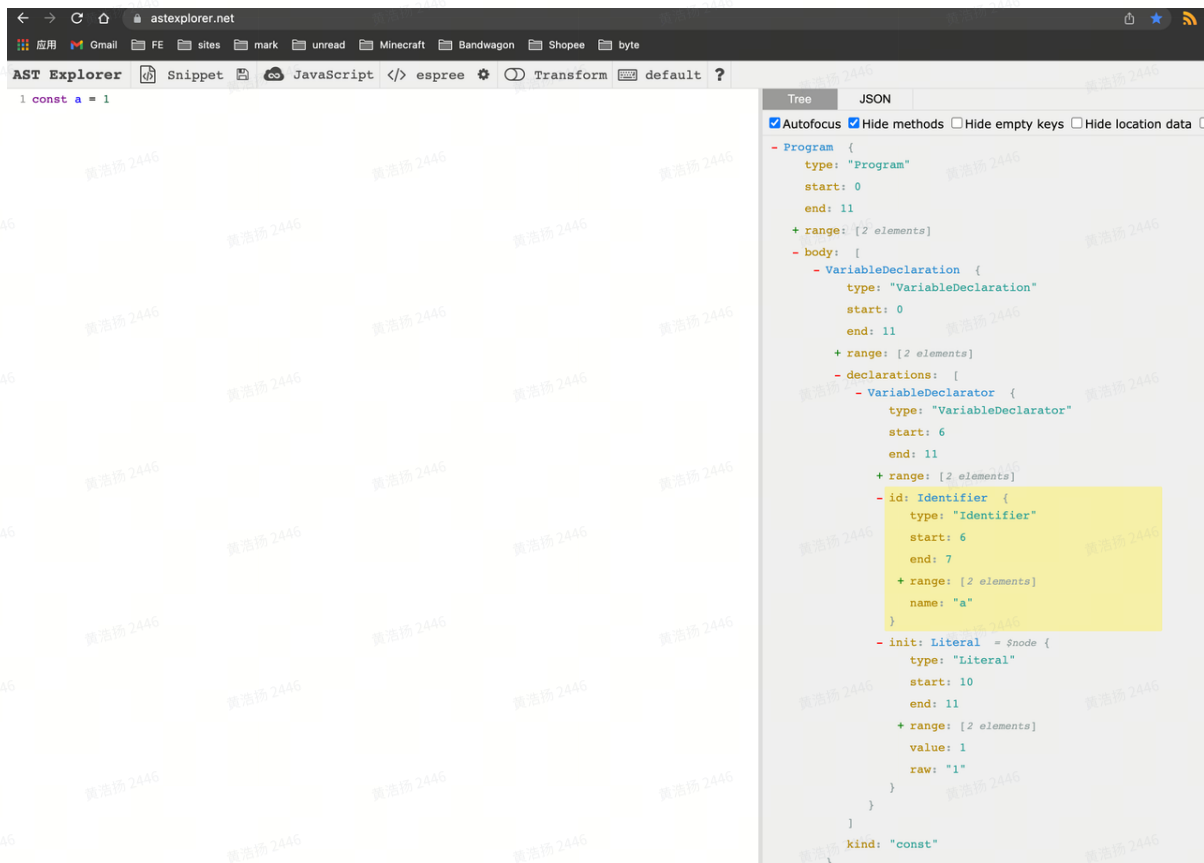 astexplorer.net
应用 Gmail FE sites mark unread Minecraft Bandwagon Shopee byte
AST Explorer Snippet JavaScript </> espree Transform default ?
1 const a = 1
Tree JSON
Autofocus Hide methods Hide empty keys Hide location data
- Program {
type: "Program"
start: 0
end: 11
+ range: [2 elements]
- body: [
- VariableDeclaration {
type: "VariableDeclaration"
start: 0
end: 11
+ range: [2 elements]
- declarations: [
- VariableDeclarator {
type: "VariableDeclarator"
start: 6
end: 11
+ range: [2 elements]
- id: Identifier {
type: "Identifier"
start: 6
end: 7
+ range: [2 elements]
name: "a"
}
- init: Literal = $node {
type: "Literal"
start: 10
end: 11
+ range: [2 elements]
value: 1
raw: "1"
}
}
]
kind: "const"
}
黄浩扬 2446